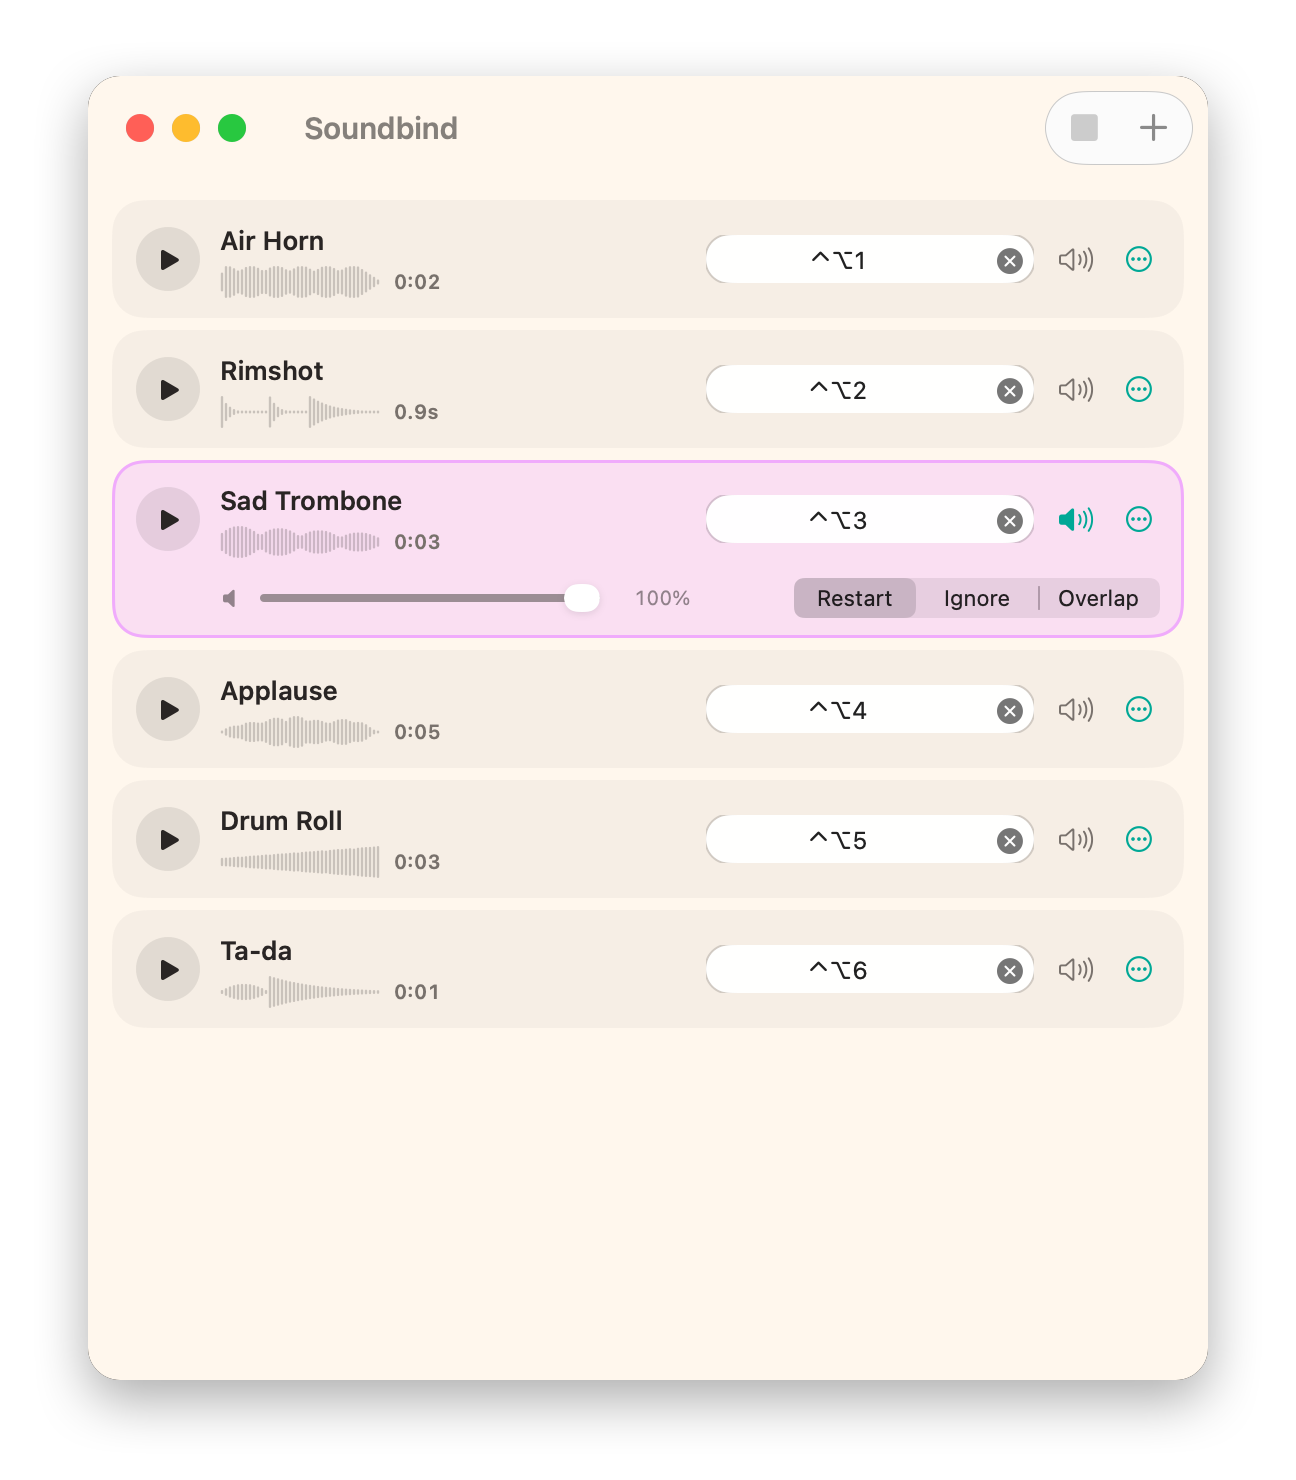 Soundbind
Air Horn
0:02
⌃⌥1
Rimshot
0.9s
⌃⌥2
Sad Trombone
0:03
⌃⌥3
100%
Restart Ignore Overlap
Applause
0:05
⌃⌥4
Drum Roll
0:03
⌃⌥5
Ta-da
0:01
⌃⌥6